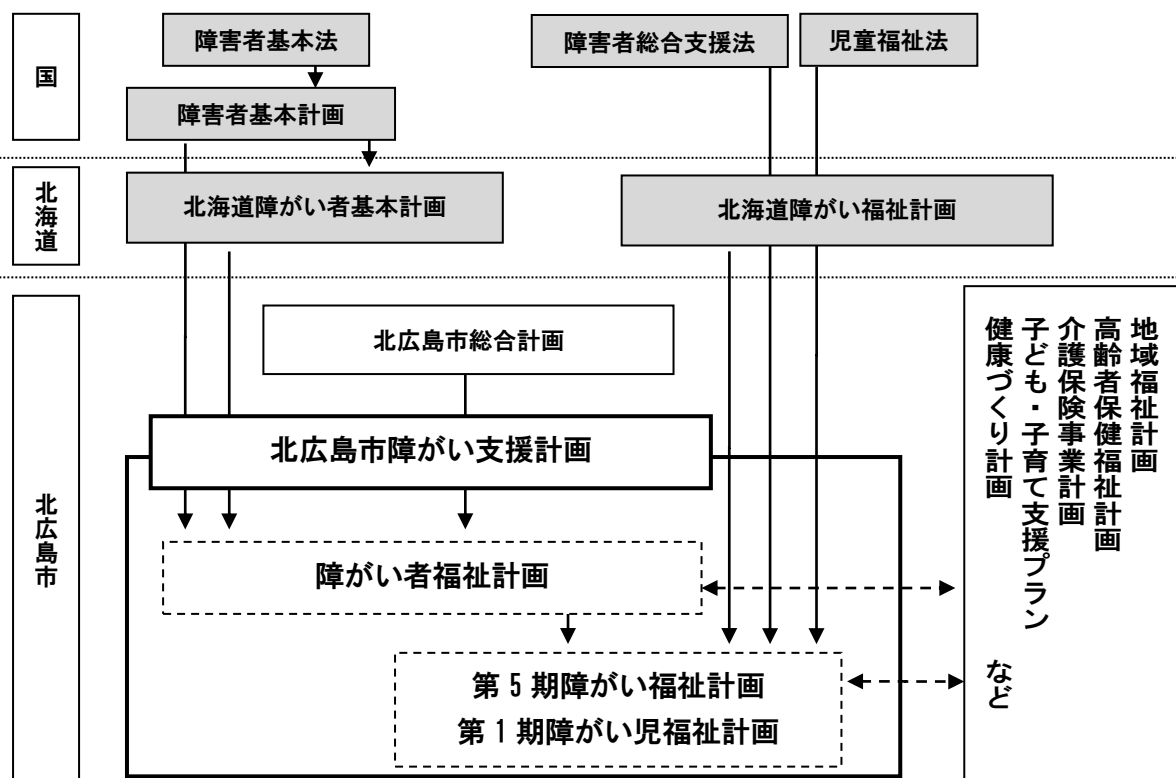 国
障害者基本法
障害者総合支援法
児童福祉法
障害者基本計画
北海道
北海道障がい者基本計画
北海道障がい福祉計画
北広島市
北広島市総合計画
北広島市障がい支援計画
障がい者福祉計画
第5期障がい福祉計画
第1期障がい児福祉計画
地域福祉計画
高齢者保健福祉計画
介護保険事業計画
子ども・子育て支援プラン
健康づくり計画 など